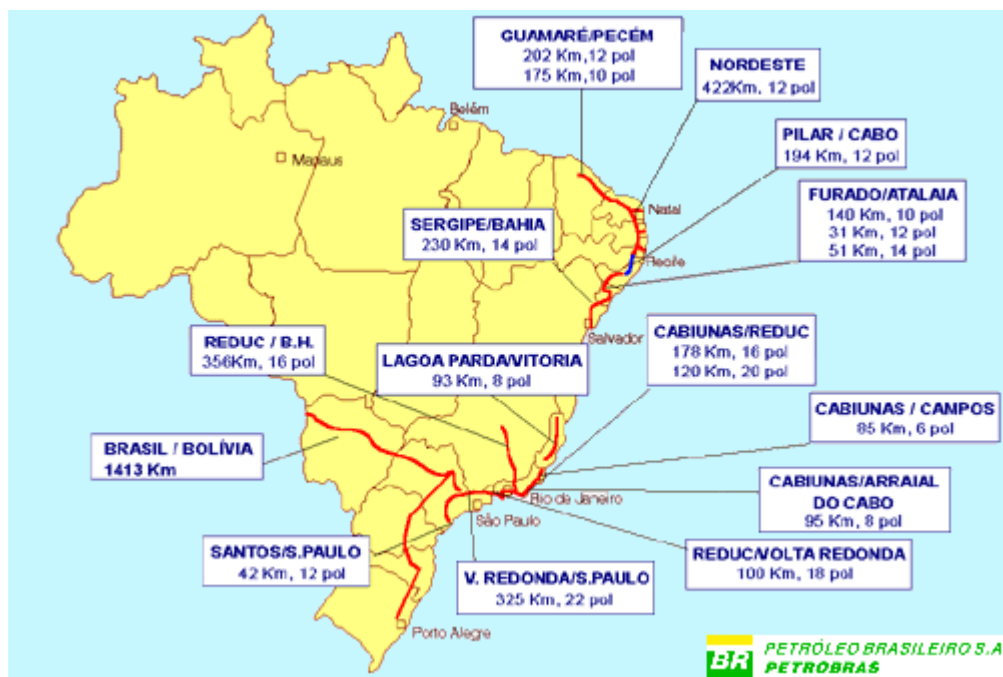 GUAMARÉ/PECÉM
202 Km,12 pol
175 Km,10 pol
NORDESTE
422Km, 12 pol
Belém
PILAR / CABO
194 Km, 12 pol
Manaus
FURADO/ATALAIA
140 Km, 10 pol
31 Km, 12 pol
51 Km, 14 pol
Natal
SERGIPE/BAHIA
230 Km, 14 pol
Recife
REDUC / B.H.
356Km, 16 pol
Salvador
CABIUNAS/REDUC
178 Km, 16 pol
120 Km, 20 pol
LAGOA PARDA/VITORIA
93 Km, 8 pol
CABIUNAS / CAMPOS
85 Km, 6 pol
BRASIL / BOLÍVIA
1413 Km
CABIUNAS/ARRAIAL
DO CABO
95 Km, 8 pol
Rio de Janeiro
São Paulo
SANTOS/S.PAULO
42 Km, 12 pol
V. REDONDA/S.PAULO
325 Km, 22 pol
REDUC/VOLTA REDONDA
100 Km, 18 pol
Porto Alegre
BR
PETRÓLEO BRASILEIRO S.A
PETROBRAS